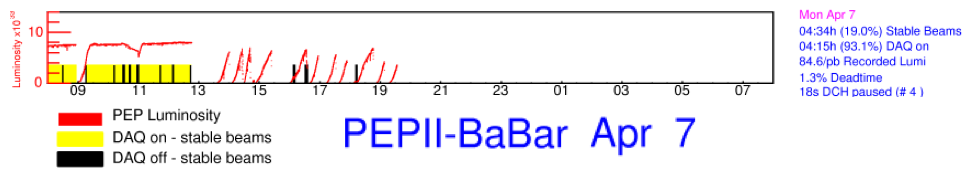 Luminosity x10³³
10
0
09
11
13
15
17
19
21
23
01
03
05
07
Mon Apr 7
04:34h (19.0%) Stable Beams
04:15h (93.1%) DAQ on
84.6/pb Recorded Lumi
1.3% Deadtime
18s DCH paused (# 4 )
PEP Luminosity
DAQ on - stable beams
DAQ off - stable beams
PEPII-BaBar Apr 7